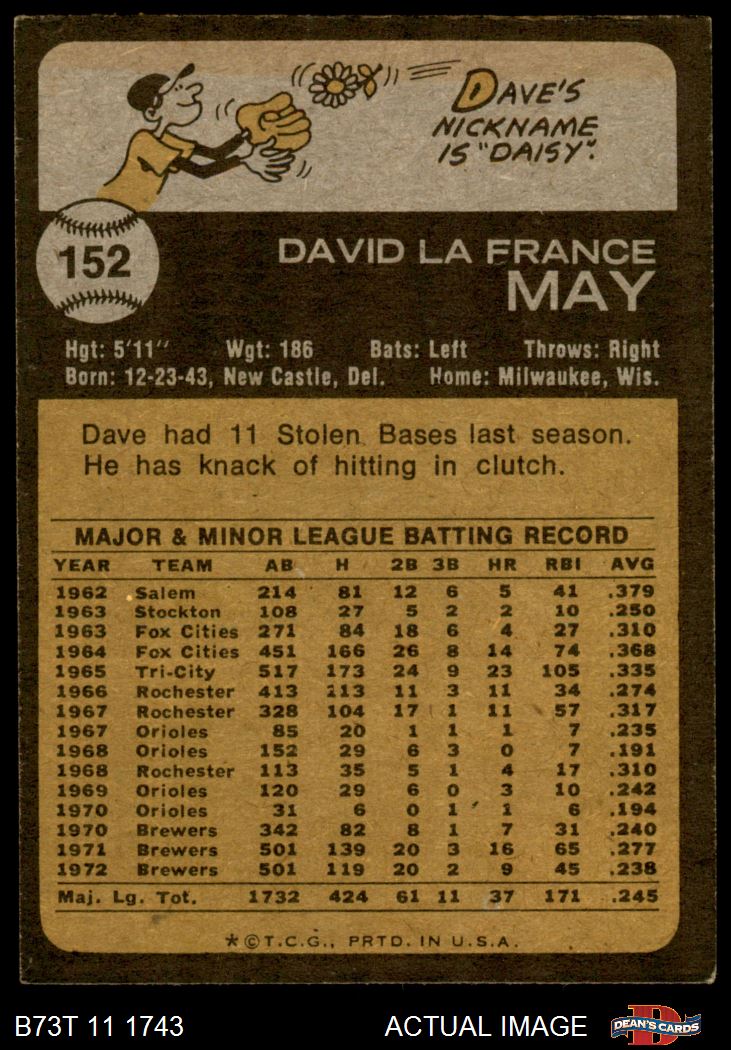 DAVE'S
NICKNAME
IS "DAISY".
152
DAVID LA FRANCE
MAY
Hgt: 5'11'' Wgt: 186 Bats: Left Throws: Right
Born: 12-23-43, New Castle, Del. Home: Milwaukee, Wis.
Dave had 11 Stolen Bases last season.
He has knack of hitting in clutch.
MAJOR & MINOR LEAGUE BATTING RECORD
YEAR TEAM AB H 2B 3B HR RBI AVG
1962 Salem 214 81 12 6 5 41 .379
1963 Stockton 108 27 5 2 2 10 .250
1963 Fox Cities 271 84 18 6 4 27 .310
1964 Fox Cities 451 166 26 8 14 74 .368
1965 Tri-City 517 173 24 9 23 105 .335
1966 Rochester 413 113 11 3 11 34 .274
1967 Rochester 328 104 17 1 11 57 .317
1967 Orioles 85 20 1 1 1 7 .235
1968 Orioles 152 29 6 3 0 7 .191
1968 Rochester 113 35 5 1 4 17 .310
1969 Orioles 120 29 6 0 3 10 .242
1970 Orioles 31 6 0 1 1 6 .194
1970 Brewers 342 82 8 1 7 31 .240
1971 Brewers 501 139 20 3 16 65 .277
1972 Brewers 501 119 20 2 9 45 .238
Maj. Lg. Tot. 1732 424 61 11 37 171 .245
*©T.C.G., PRTD. IN U.S.A.
B73T 11 1743 ACTUAL IMAGE DEAN'S CARDS